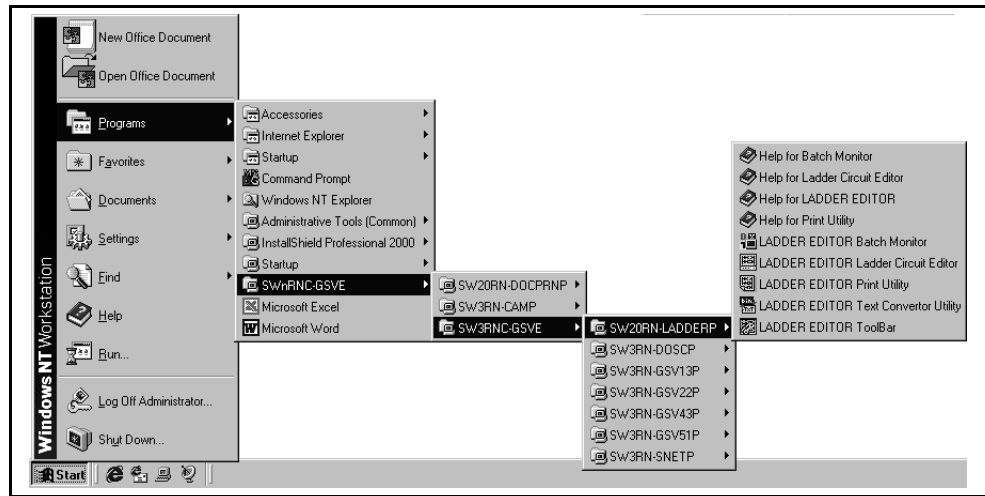 New Office Document
Open Office Document
Programs
Favorites
Documents
Settings
Find
Help
Run...
Log Off Administrator...
Shut Down...
Windows NT Workstation
Start
Accessories
Internet Explorer
Startup
Command Prompt
Windows NT Explorer
Administrative Tools (Common)
InstallShield Professional 2000
Startup
SWnRNC-GSVE
Microsoft Excel
Microsoft Word
SW20RN-DOCPRNP
SW3RN-CAMP
SW3RNC-GSVE
SW20RN-LADDERP
SW3RN-DOSCP
SW3RN-GSV13P
SW3RN-GSV22P
SW3RN-GSV43P
SW3RN-GSV51P
SW3RN-SNETP
Help for Batch Monitor
Help for Ladder Circuit Editor
Help for LADDER EDITOR
Help for Print Utility
LADDER EDITOR Batch Monitor
LADDER EDITOR Ladder Circuit Editor
LADDER EDITOR Print Utility
LADDER EDITOR Text Convertor Utility
LADDER EDITOR ToolBar